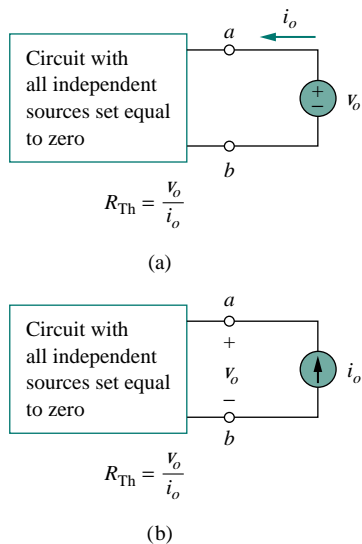 a
i_o
Circuit with
all independent
sources set equal
to zero
+
−
v_o
b
R_Th = v_o / i_o
(a)
a
Circuit with
all independent
sources set equal
to zero
+
v_o
−
i_o
b
R_Th = v_o / i_o
(b)